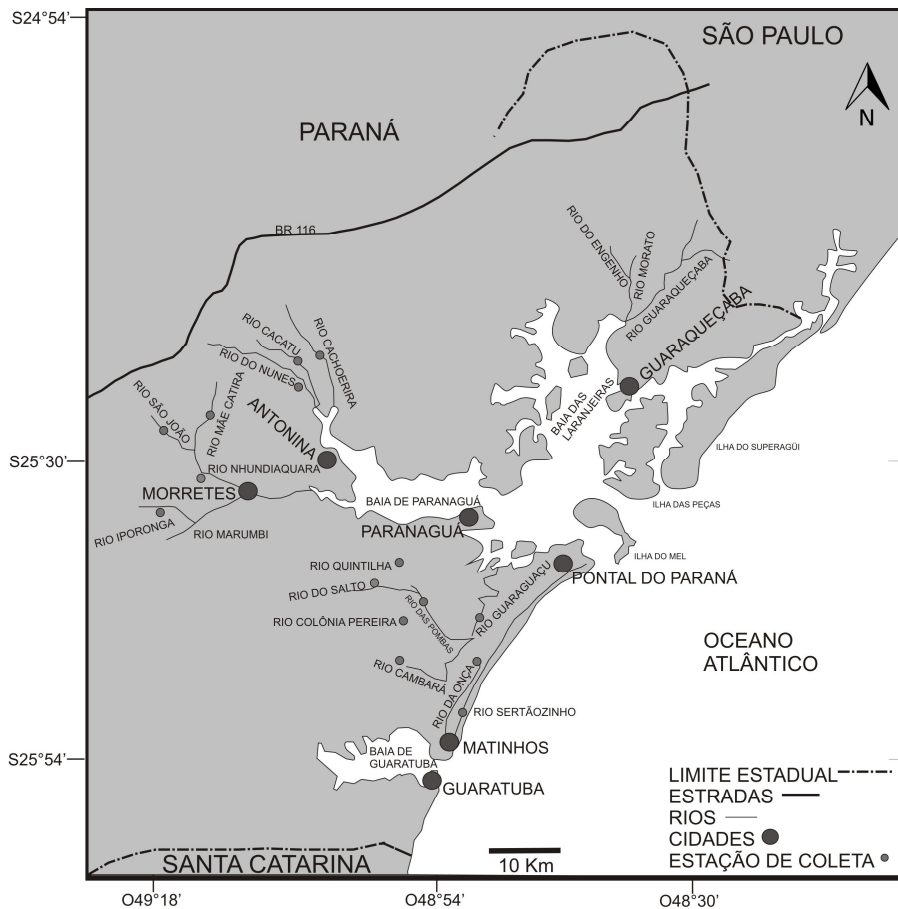 S24°54'
SÃO PAULO
PARANÁ
N
BR 116
RIO DO ENGENHO
RIO MORATO
RIO GUARAQUEÇABA
GUARAQUEÇABA
RIO CACATU
RIO CACHOERIRA
RIO DO NUNES
RIO SÃO JOÃO
RIO MÃE CATIRA
ANTONINA
BAIA DAS
LARANJEIRAS
ILHA DO SUPERAGÜI
S25°30'
RIO NHUNDIAQUARA
MORRETES
BAIA DE PARANAGUÁ
ILHA DAS PEÇAS
RIO IPORONGA
RIO MARUMBI
PARANAGUÁ
ILHA DO MEL
RIO QUINTILHA
PONTAL DO PARANÁ
RIO DO SALTO
RIO DAS POMBAS
RIO GUARAGUAÇU
RIO COLÔNIA PEREIRA
OCEANO
ATLÂNTICO
RIO CAMBARÁ
RIO DA ONÇA
RIO SERTÃOZINHO
MATINHOS
S25°54'
BAIA DE
GUARATUBA
GUARATUBA
LIMITE ESTADUAL
ESTRADAS
RIOS
CIDADES
ESTAÇÃO DE COLETA
SANTA CATARINA
10 Km
O49°18'
O48°54'
O48°30'